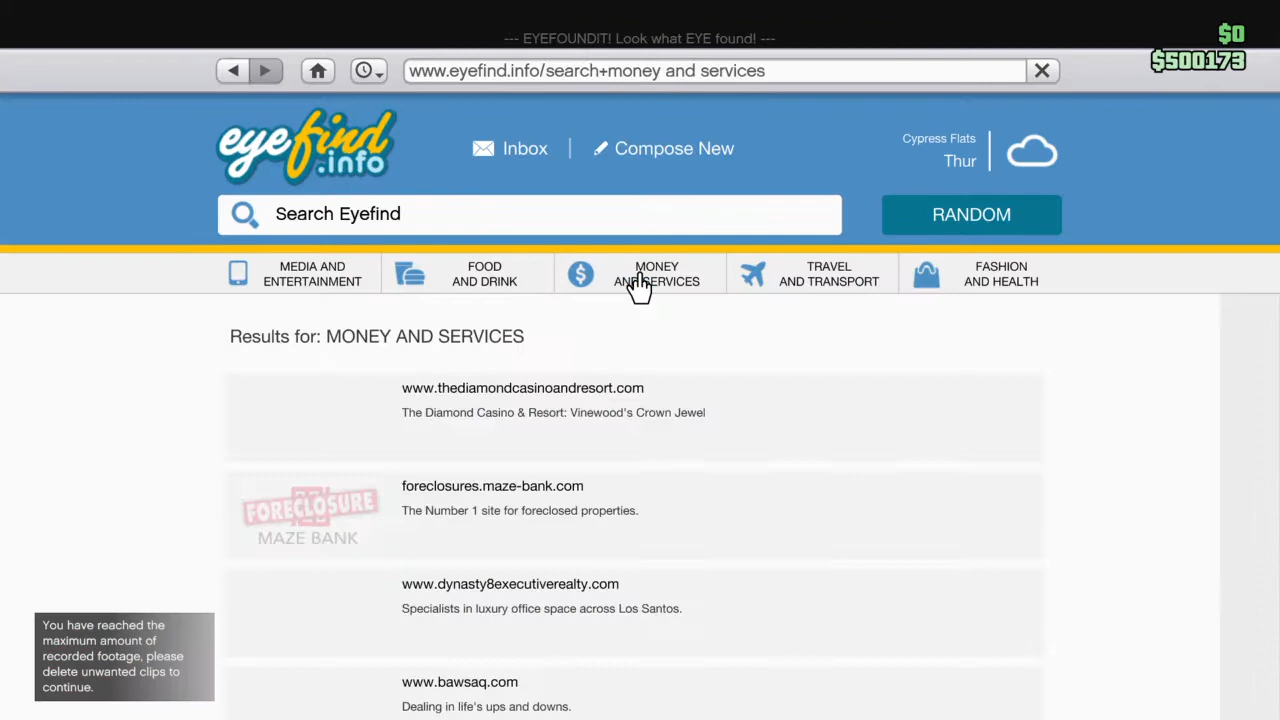 --- EYEFOUNDIT! Look what EYE found! ---
$0
$500173
www.eyefind.info/search+money and services
eyefind
.info
Inbox
Compose New
Cypress Flats
Thur
Search Eyefind
RANDOM
MEDIA AND
ENTERTAINMENT
FOOD
AND DRINK
MONEY
AND SERVICES
TRAVEL
AND TRANSPORT
FASHION
AND HEALTH
Results for: MONEY AND SERVICES
www.thediamondcasinoandresort.com
The Diamond Casino & Resort: Vinewood's Crown Jewel
FORECLOSURE
MAZE BANK
foreclosures.maze-bank.com
The Number 1 site for foreclosed properties.
www.dynasty8executiverealty.com
Specialists in luxury office space across Los Santos.
www.bawsaq.com
Dealing in life's ups and downs.
You have reached the
maximum amount of
recorded footage, please
delete unwanted clips to
continue.